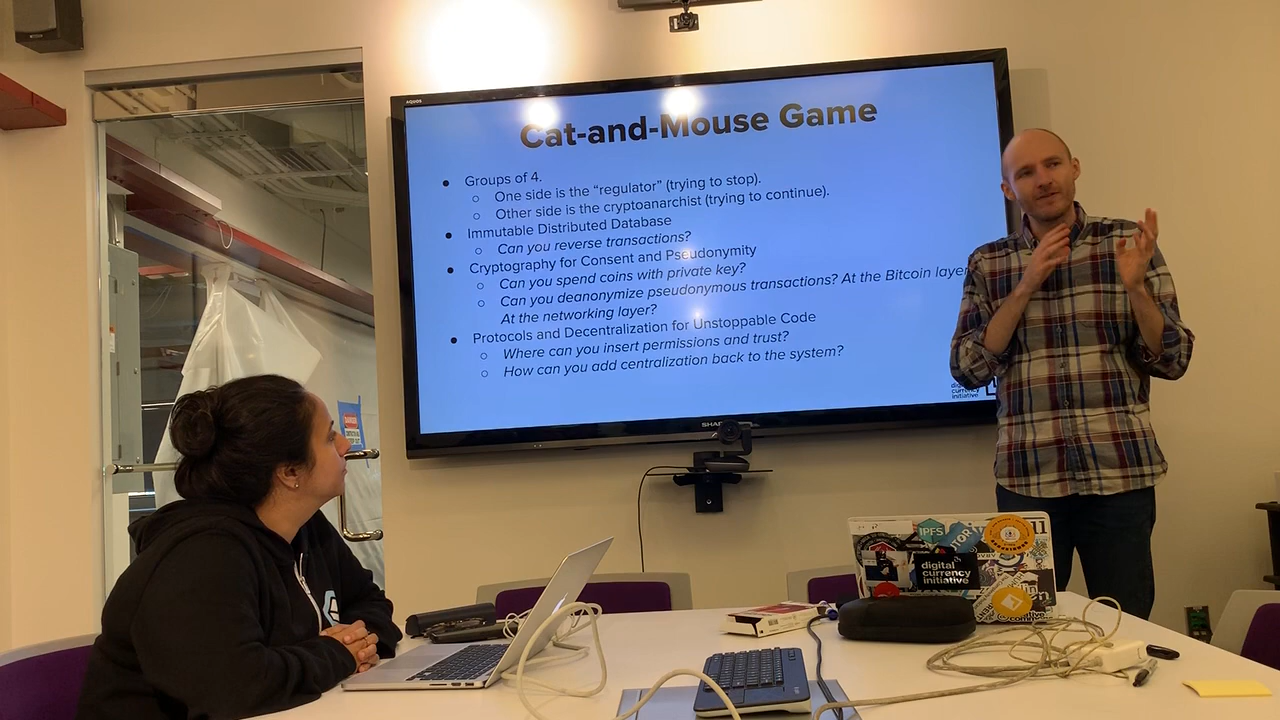 AQUOS
Cat-and-Mouse Game
● Groups of 4.
○ One side is the “regulator” (trying to stop).
○ Other side is the cryptoanarchist (trying to continue).
● Immutable Distributed Database
○ Can you reverse transactions?
● Cryptography for Consent and Pseudonymity
○ Can you spend coins with private key?
○ Can you deanonymize pseudonymous transactions? At the Bitcoin layer
At the networking layer?
● Protocols and Decentralization for Unstoppable Code
○ Where can you insert permissions and trust?
○ How can you add centralization back to the system?
currency
initiative
IPFS
digital
currency
initiative